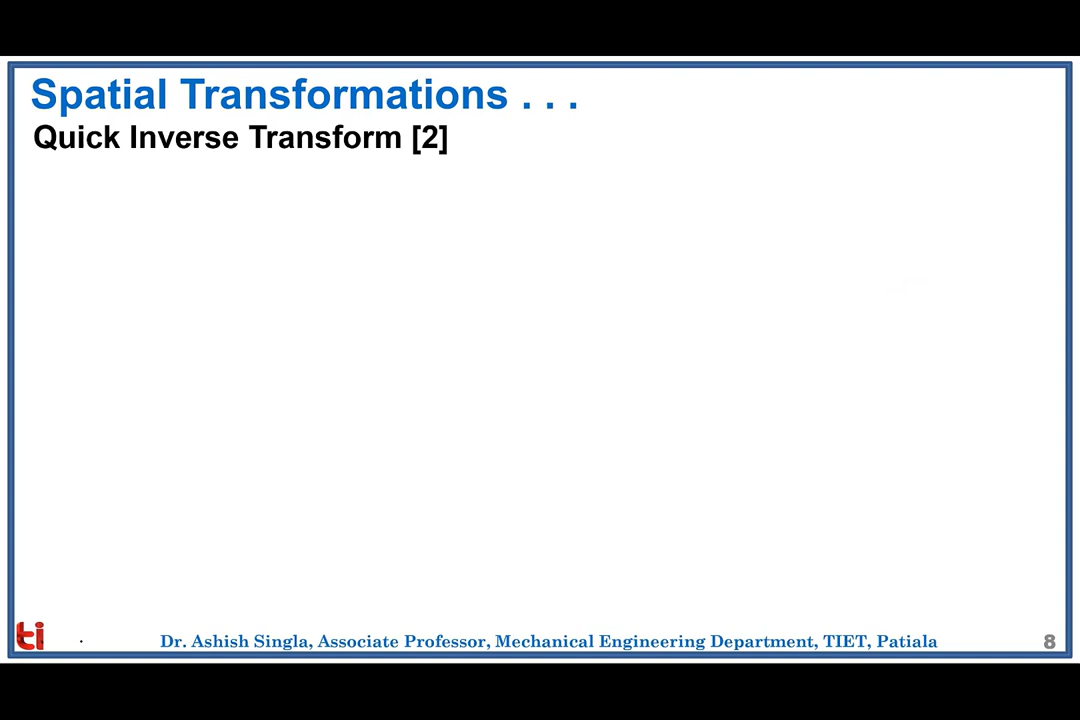 Spatial Transformations . . .
Quick Inverse Transform [2]
ti
Dr. Ashish Singla, Associate Professor, Mechanical Engineering Department, TIET, Patiala
8